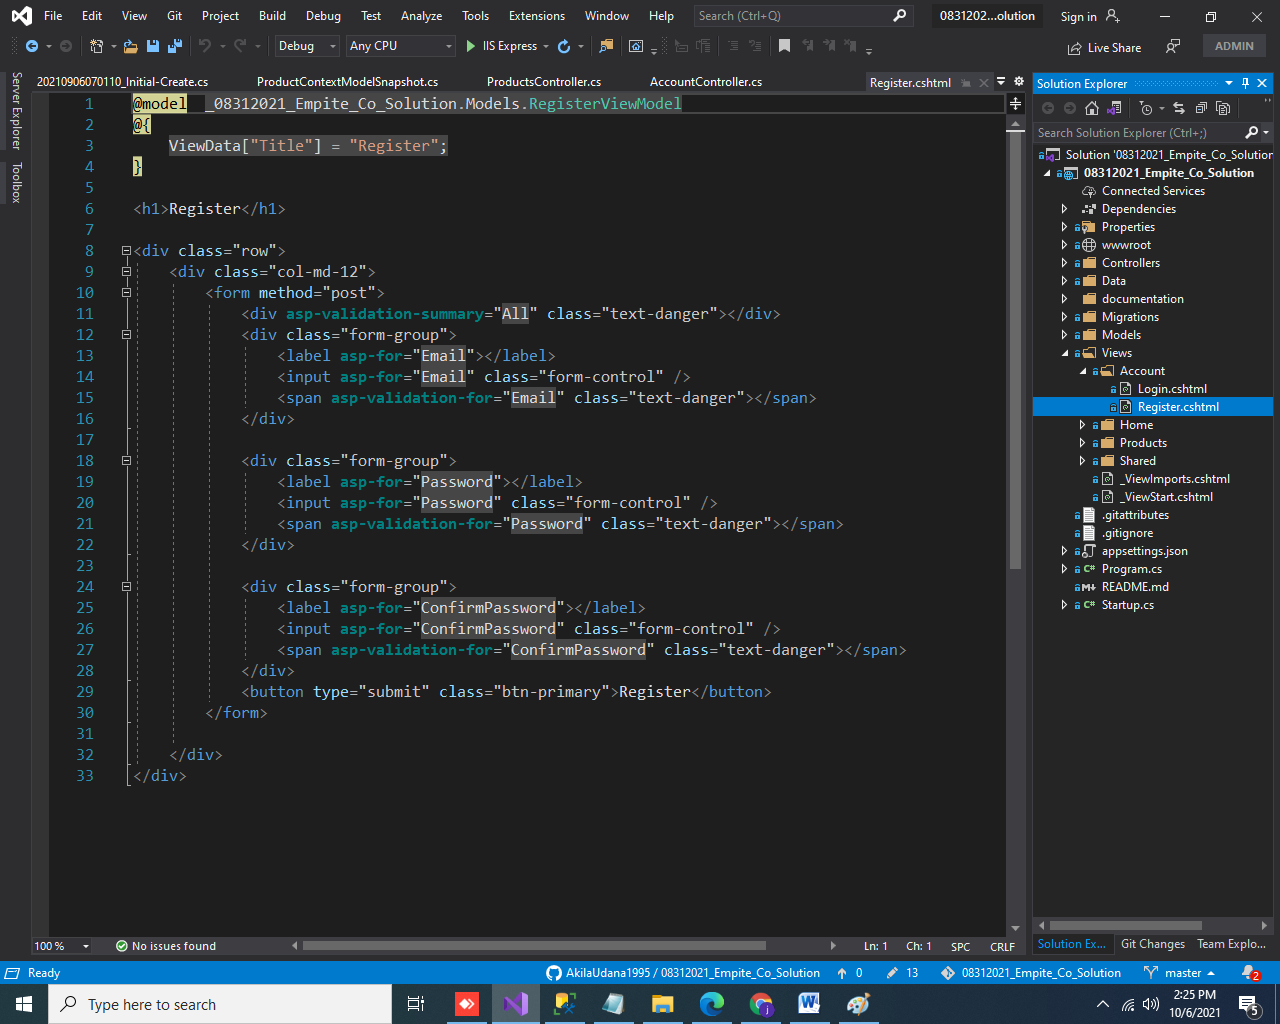 File Edit View Git Project Build Debug Test Analyze Tools Extensions Window Help Search (Ctrl+Q) 0831202...olution Sign in
Debug Any CPU IIS Express Live Share ADMIN
20210906070110_Initial-Create.cs ProductContextModelSnapshot.cs ProductsController.cs AccountController.cs Register.cshtml
Server Explorer
Toolbox
1 @model _08312021_Empite_Co_Solution.Models.RegisterViewModel
2 @{
3 ViewData["Title"] = "Register";
4 }
5
6 <h1>Register</h1>
7
8 <div class="row">
9 <div class="col-md-12">
10 <form method="post">
11 <div asp-validation-summary="All" class="text-danger"></div>
12 <div class="form-group">
13 <label asp-for="Email"></label>
14 <input asp-for="Email" class="form-control" />
15 <span asp-validation-for="Email" class="text-danger"></span>
16 </div>
17
18 <div class="form-group">
19 <label asp-for="Password"></label>
20 <input asp-for="Password" class="form-control" />
21 <span asp-validation-for="Password" class="text-danger"></span>
22 </div>
23
24 <div class="form-group">
25 <label asp-for="ConfirmPassword"></label>
26 <input asp-for="ConfirmPassword" class="form-control" />
27 <span asp-validation-for="ConfirmPassword" class="text-danger"></span>
28 </div>
29 <button type="submit" class="btn-primary">Register</button>
30 </form>
31
32 </div>
33 </div>
100 % No issues found Ln: 1 Ch: 1 SPC CRLF
Solution Explorer
Search Solution Explorer (Ctrl+;)
Solution '08312021_Empite_Co_Solution
08312021_Empite_Co_Solution
Connected Services
Dependencies
Properties
wwwroot
Controllers
Data
documentation
Migrations
Models
Views
Account
Login.cshtml
Register.cshtml
Home
Products
Shared
_ViewImports.cshtml
_ViewStart.cshtml
.gitattributes
.gitignore
appsettings.json
C# Program.cs
README.md
C# Startup.cs
Solution Ex... Git Changes Team Explo...
Ready AkilaUdana1995 / 08312021_Empite_Co_Solution 0 13 08312021_Empite_Co_Solution master 2
Type here to search
2:25 PM
10/6/2021
5